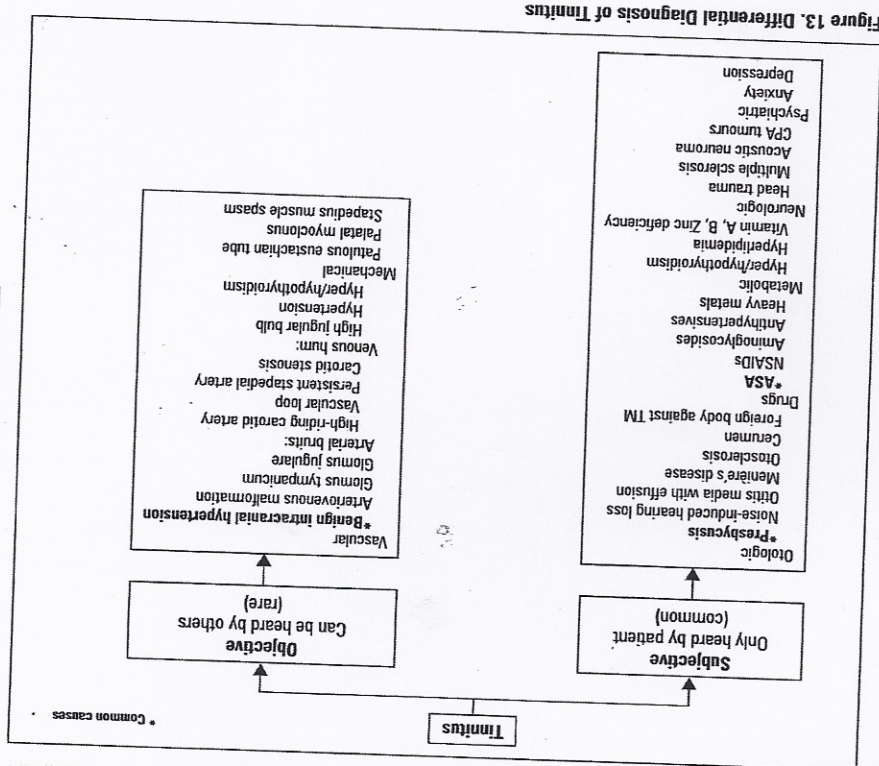 Tinnitus
* Common causes
Subjective
Only heard by patient
(common)
Otologic
*Presbycusis
Noise-induced hearing loss
Otitis media with effusion
Menière's disease
Otosclerosis
Cerumen
Foreign body against TM
Drugs
*ASA
NSAIDs
Aminoglycosides
Antihypertensives
Heavy metals
Metabolic
Hyper/hypothyroidism
Hyperlipidemia
Vitamin A, B, Zinc deficiency
Neurologic
Head trauma
Multiple sclerosis
Acoustic neuroma
CPA tumours
Psychiatric
Anxiety
Depression
Objective
Can be heard by others
(rare)
Vascular
*Benign intracranial hypertension
Arteriovenous malformation
Glomus tympanicum
Glomus jugulare
Arterial bruits:
High-riding carotid artery
Vascular loop
Persistent stapedial artery
Carotid stenosis
Venous hum:
High jugular bulb
Hypertension
Hyper/hypothyroidism
Mechanical
Patulous eustachian tube
Palatal myoclonus
Stapedius muscle spasm
Figure 13. Differential Diagnosis of Tinnitus